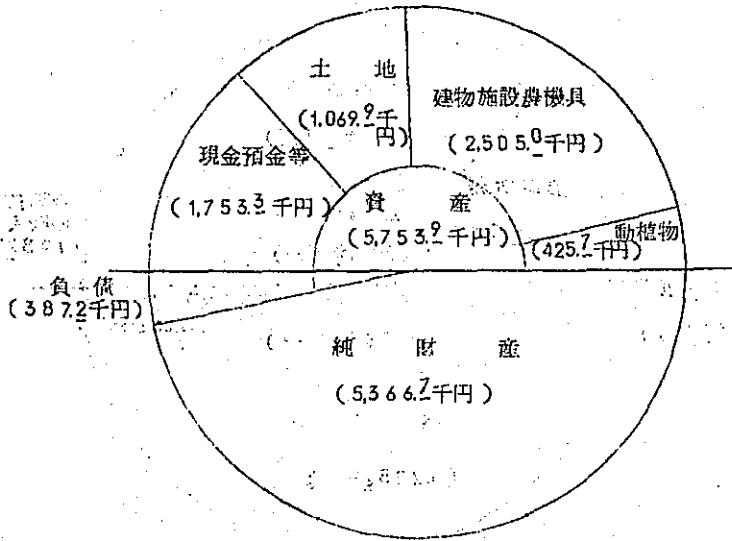 土地
(1,069.9千円)
建物施設農機具
(2,505.0千円)
現金預金等
(1,753.3千円)
資産
(5,753.9千円)
動植物
(425.7千円)
負債
(387.2千円)
純財産
(5,366.7千円)